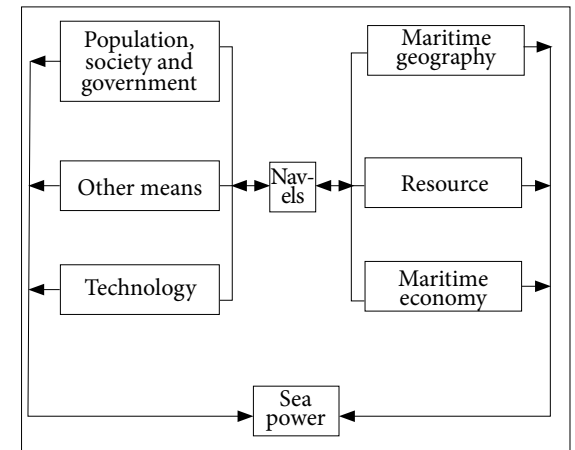 Population,
society and
government
Maritime
geography
Other means
Nav-
els
Resource
Technology
Maritime
economy
Sea
power